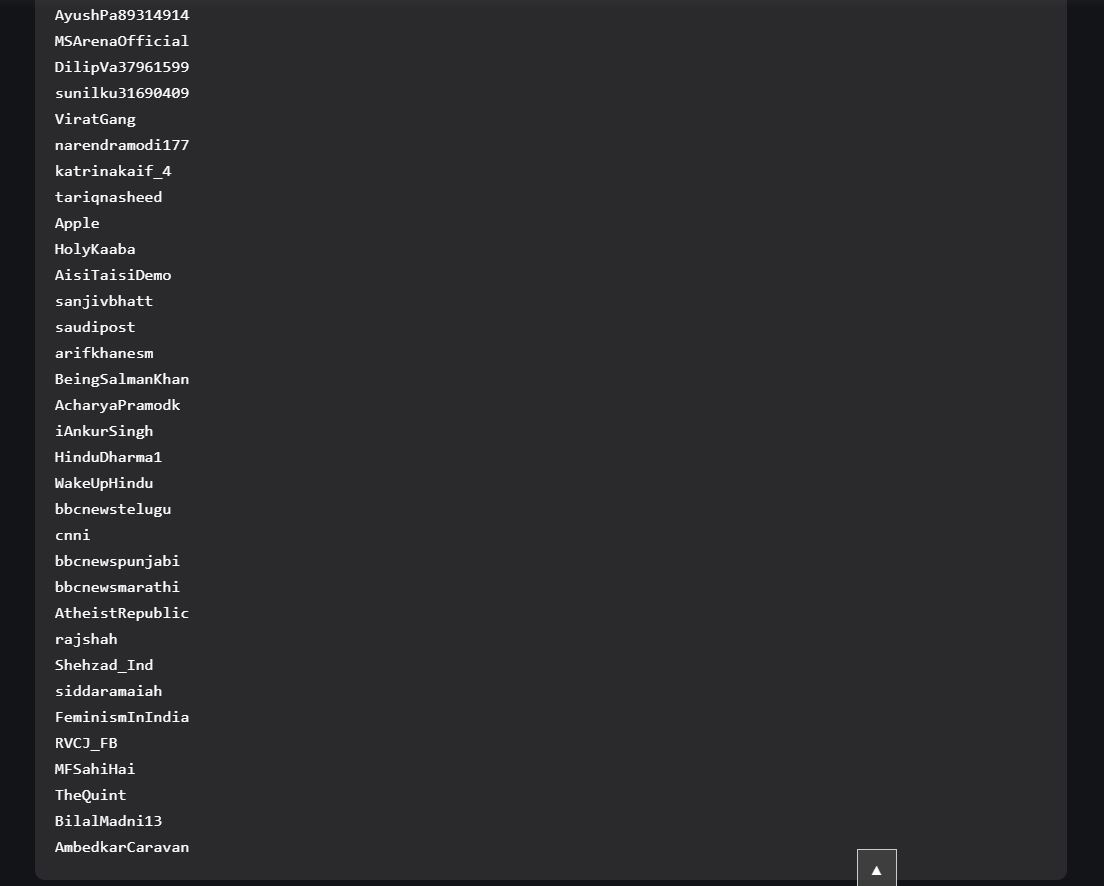 AyushPa89314914
MSArenaOfficial
DilipVa37961599
sunilku31690409
ViratGang
narendramodi177
katrinakaif_4
tariqnasheed
Apple
HolyKaaba
AisiTaisiDemo
sanjivbhatt
saudipost
arifkhanesm
BeingSalmanKhan
AcharyaPramodk
iAnkurSingh
HinduDharma1
WakeUpHindu
bbcnewstelugu
cnni
bbcnewspunjabi
bbcnewsmarathi
AtheistRepublic
rajshah
Shehzad_Ind
siddaramaiah
FeminismInIndia
RVCJ_FB
MFSahiHai
TheQuint
BilalMadni13
AmbedkarCaravan